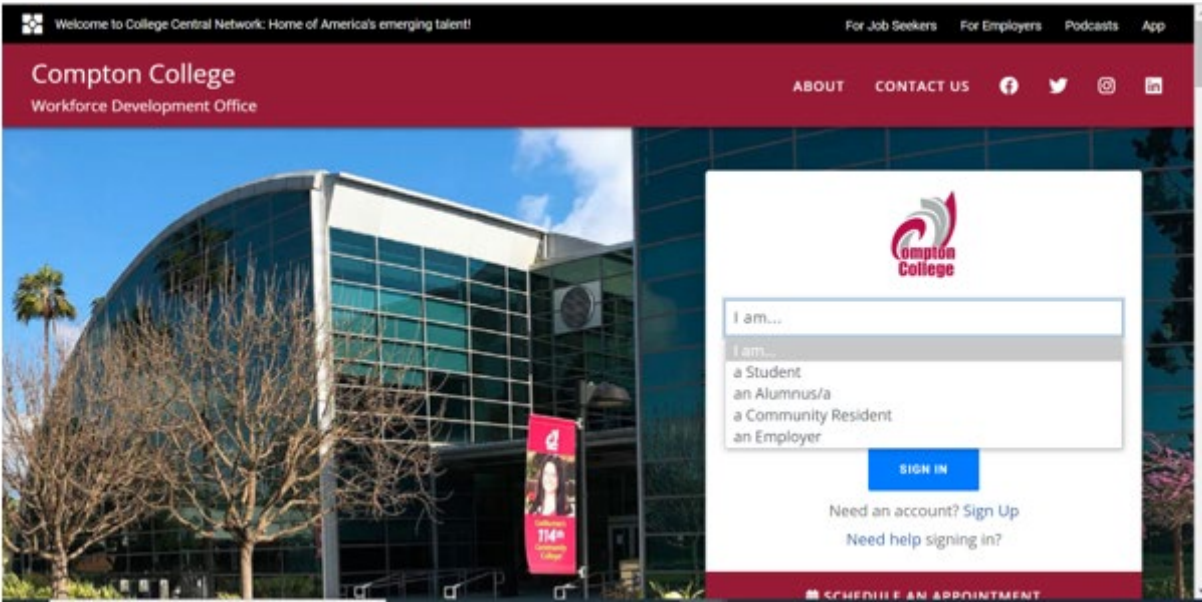 Welcome to College Central Network: Home of America's emerging talent!
For Job Seekers For Employers Podcasts App
Compton College
Workforce Development Office
ABOUT CONTACT US
Compton
College
I am...
I am...
a Student
an Alumnus/a
a Community Resident
an Employer
SIGN IN
Need an account? Sign Up
Need help signing in?
SCHEDULE AN APPOINTMENT
California's
114th
Community
College